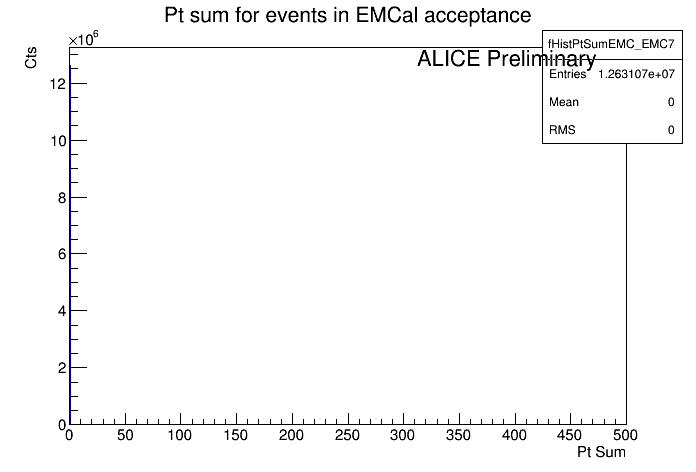 Pt sum for events in EMCal acceptance
×10⁶
Cts
ALICE Preliminary
fHistPtSumEMC_EMC7
Entries 1.263107e+07
Mean 0
RMS 0
12
10
8
6
4
2
0
0 50 100 150 200 250 300 350 400 450 500
Pt Sum